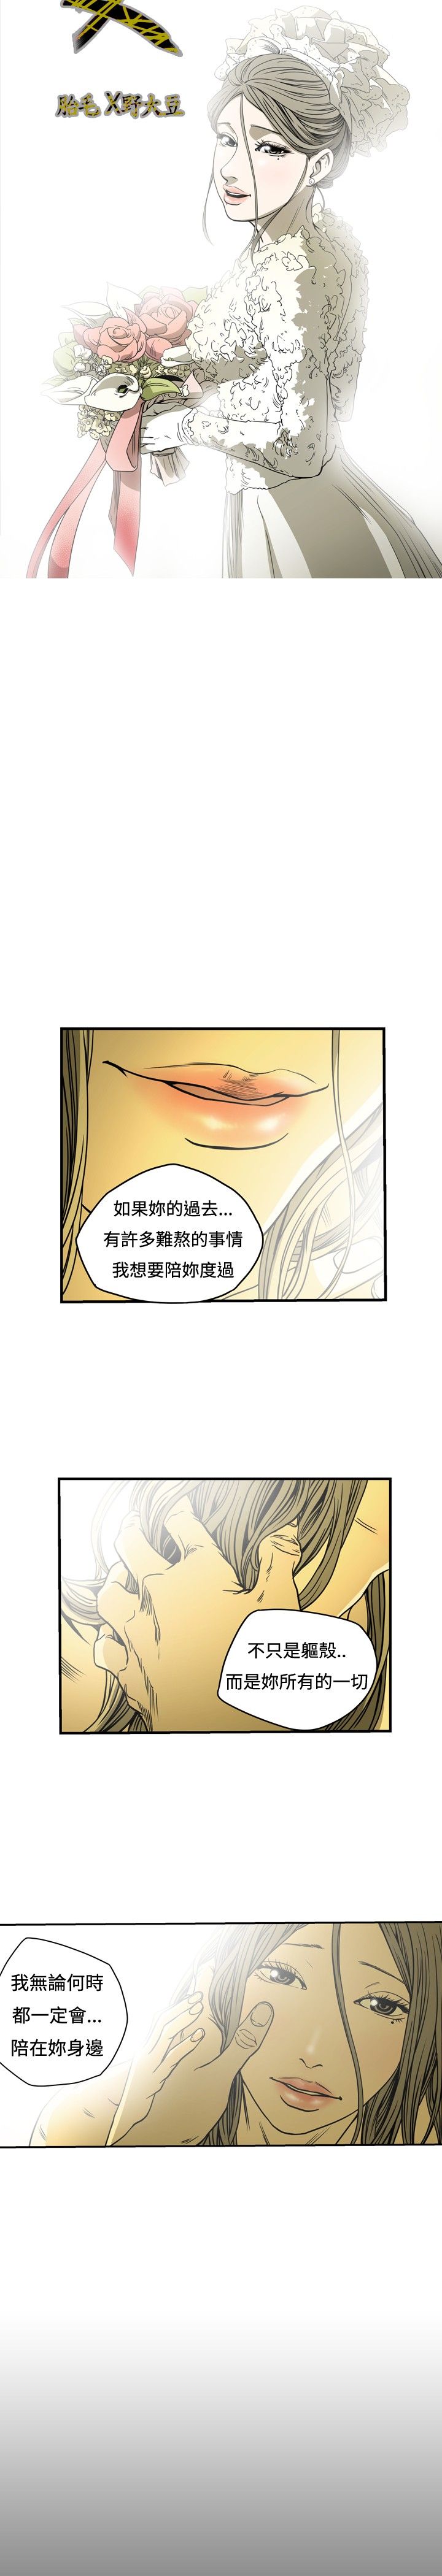 胎毛 X野大豆
如果妳的過去...
有許多難熬的事情
我想要陪妳度過
不只是軀殼..
而是妳所有的一切
我無論何時
都一定會...
陪在妳身邊